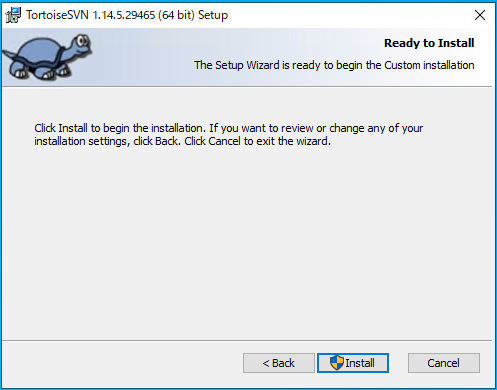 TortoiseSVN 1.14.5.29465 (64 bit) Setup
Ready to Install
The Setup Wizard is ready to begin the Custom installation
Click Install to begin the installation. If you want to review or change any of your
installation settings, click Back. Click Cancel to exit the wizard.
< Back
Install
Cancel